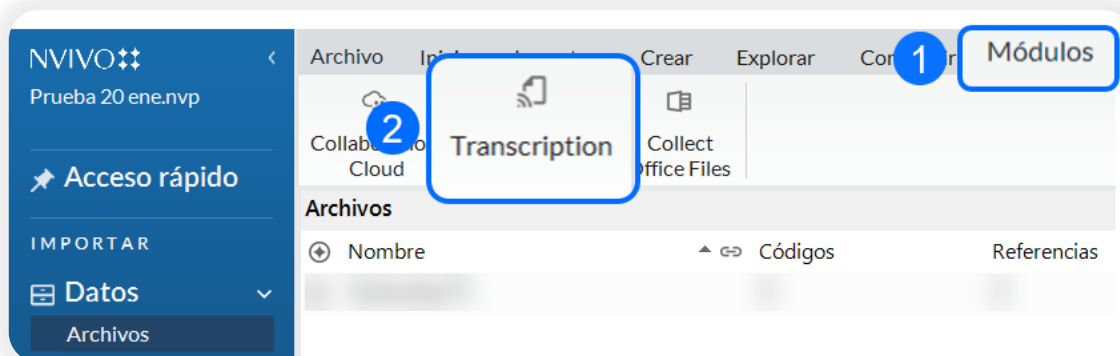 NVIVO
Prueba 20 ene.nvp
Acceso rápido
IMPORTAR
Datos
Archivos
Archivo Crear Explorar 1 Módulos
2 Transcription
Cloud
Collect
Office Files
Archivos
Nombre Códigos Referencias